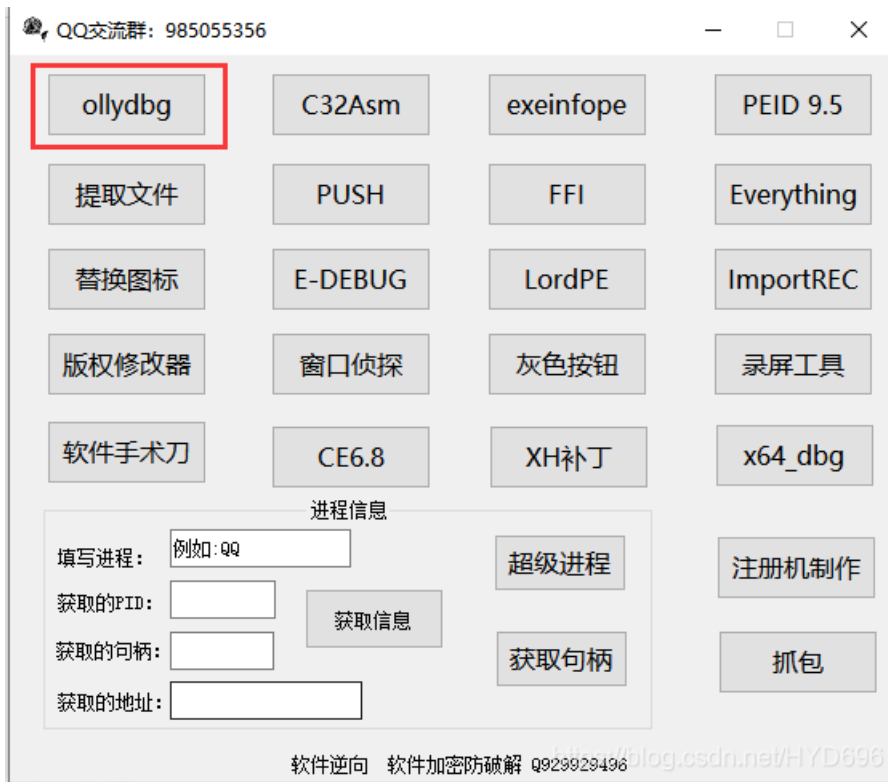 QQ交流群：985055356
ollydbg C32Asm exeinfope PEID 9.5
提取文件 PUSH FFI Everything
替换图标 E-DEBUG LordPE ImportREC
版权修改器 窗口侦探 灰色按钮 录屏工具
软件手术刀 CE6.8 XH补丁 x64_dbg
进程信息
填写进程： 例如:QQ 超级进程 注册机制作
获取的PID： 获取信息
获取的句柄： 获取句柄 抓包
获取的地址：
软件逆向 软件加密防破解 Q929929496
https://blog.csdn.net/HYD696